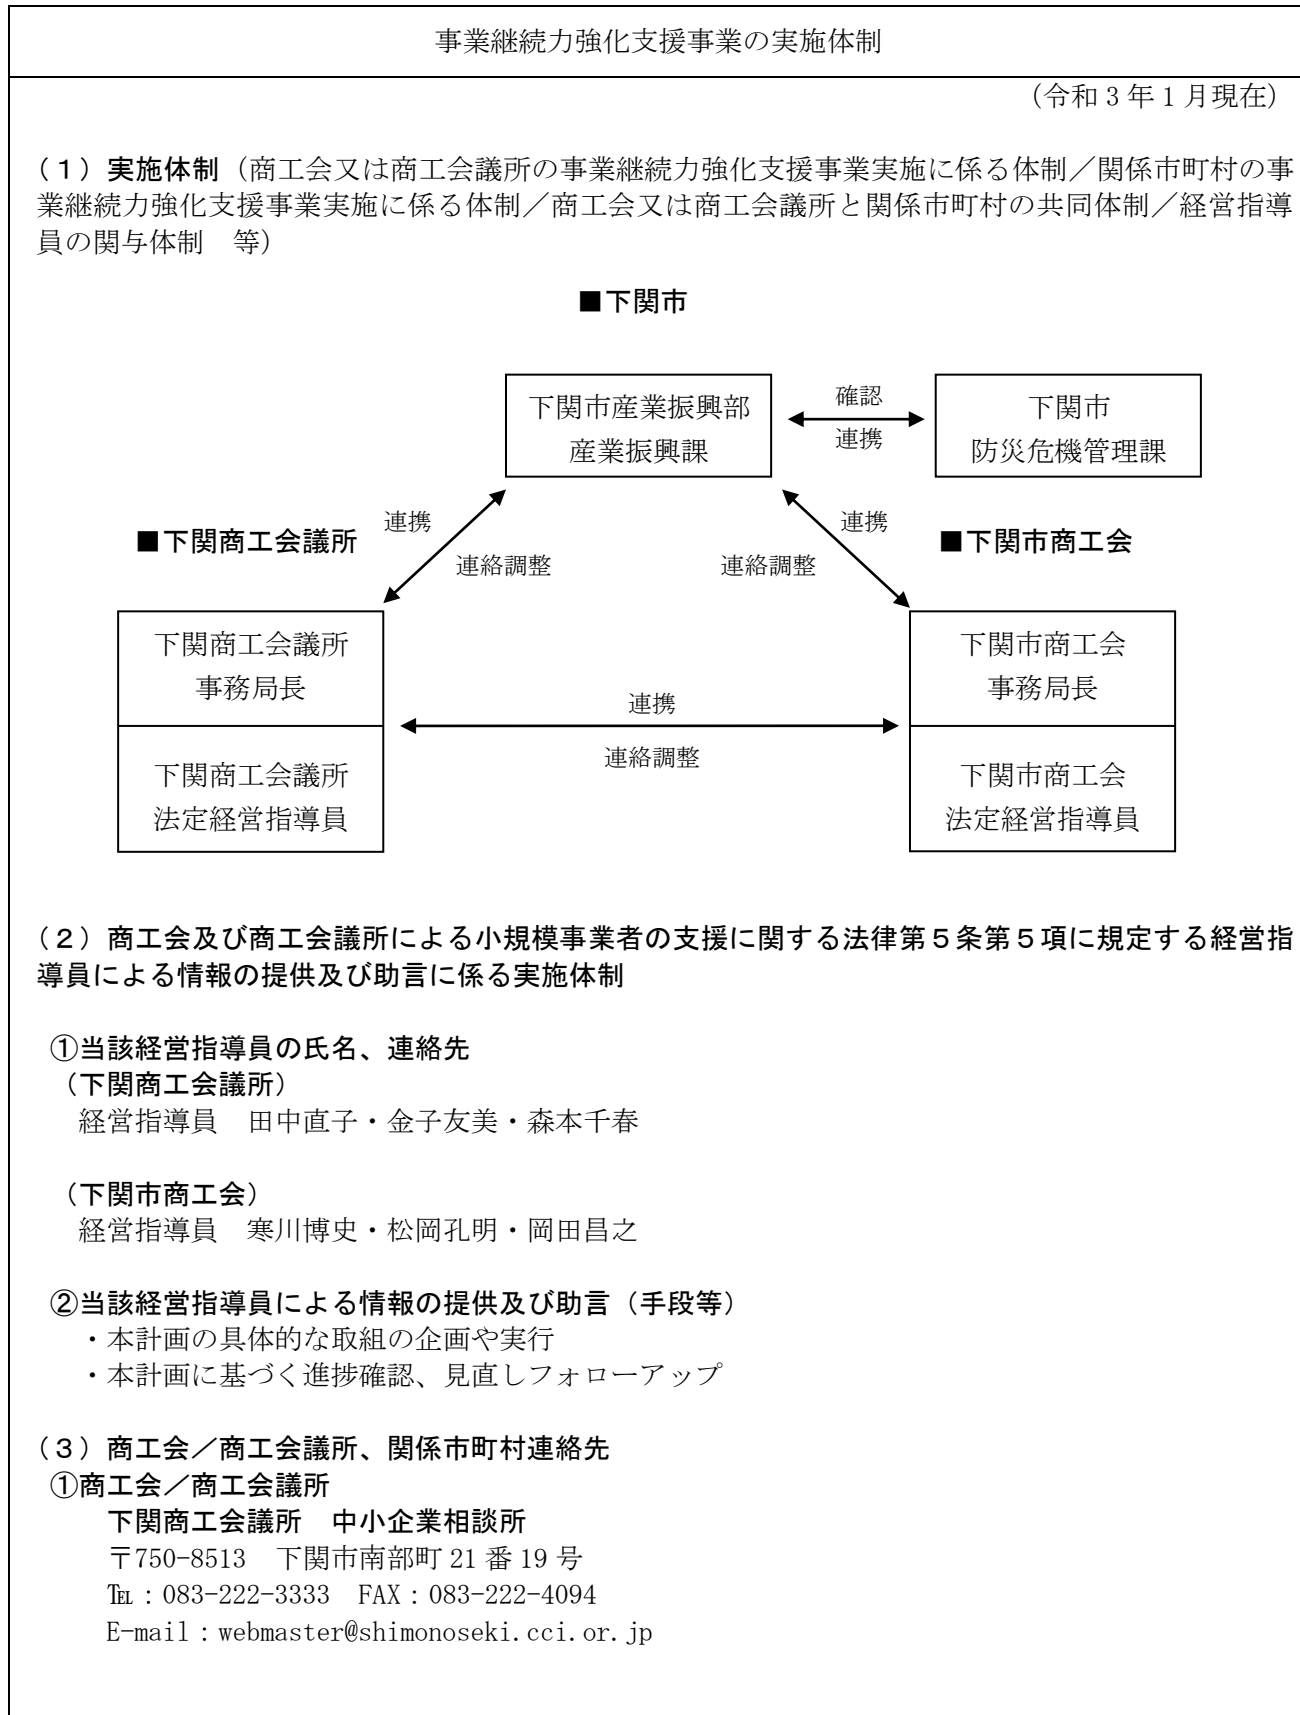 事業継続力強化支援事業の実施体制
（令和３年１月現在）
（１）実施体制（商工会又は商工会議所の事業継続力強化支援事業実施に係る体制／関係市町村の事
業継続力強化支援事業実施に係る体制／商工会又は商工会議所と関係市町村の共同体制／経営指導
員の関与体制　等）
■下関市
下関市産業振興部
産業振興課
確認
連携
下関市
防災危機管理課
■下関商工会議所
連携
連絡調整
連携
連絡調整
■下関市商工会
下関商工会議所
事務局長
下関商工会議所
法定経営指導員
連携
連絡調整
下関市商工会
事務局長
下関市商工会
法定経営指導員
（２）商工会及び商工会議所による小規模事業者の支援に関する法律第５条第５項に規定する経営指
導員による情報の提供及び助言に係る実施体制
①当該経営指導員の氏名、連絡先
（下関商工会議所）
経営指導員　田中直子・金子友美・森本千春
（下関市商工会）
経営指導員　寒川博史・松岡孔明・岡田昌之
②当該経営指導員による情報の提供及び助言（手段等）
・本計画の具体的な取組の企画や実行
・本計画に基づく進捗確認、見直しフォローアップ
（３）商工会／商工会議所、関係市町村連絡先
①商工会／商工会議所
下関商工会議所　中小企業相談所
〒750-8513　下関市南部町 21 番 19 号
℡：083-222-3333　FAX：083-222-4094
E-mail：webmaster@shimonoseki.cci.or.jp